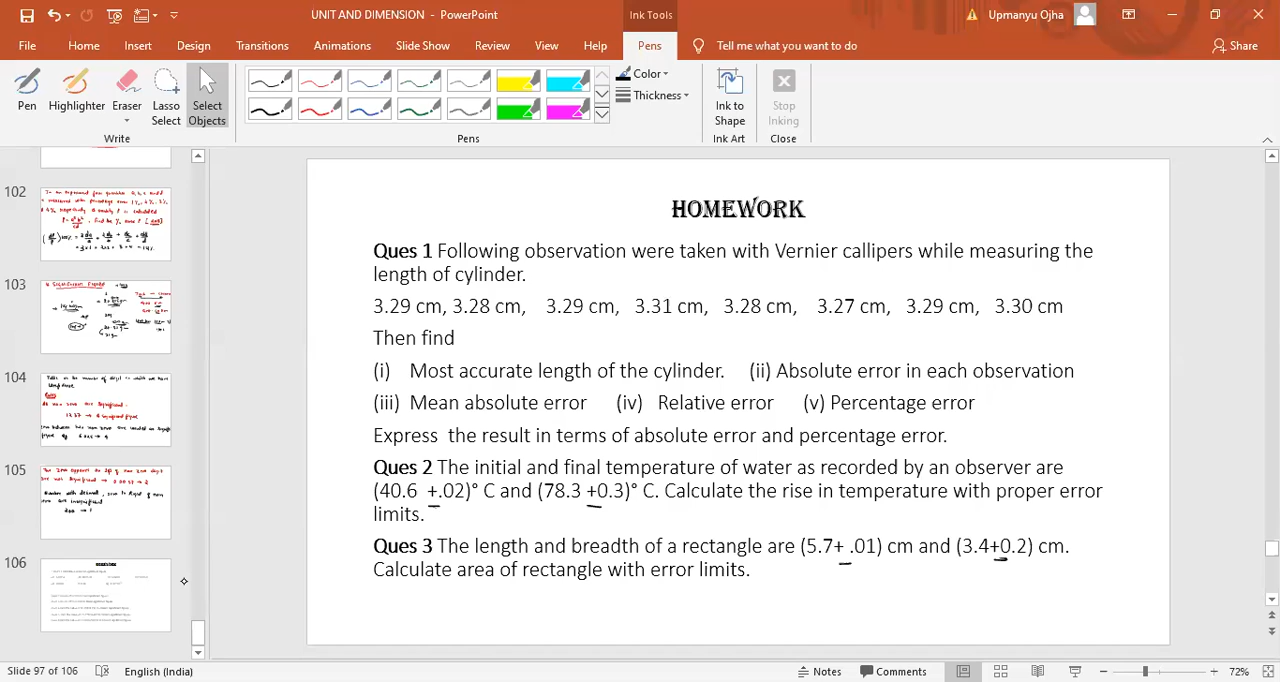 UNIT AND DIMENSION - PowerPoint
Ink Tools
Upmanyu Ojha
File Home Insert Design Transitions Animations Slide Show Review View Help Pens Tell me what you want to do Share
Pen Highlighter Eraser Lasso Select Select Objects
Color
Thickness
Ink to Shape
Stop Inking
Write
Pens
Ink Art
Close
102
103
104
105
106
HOMEWORK
Ques 1 Following observation were taken with Vernier callipers while measuring the
length of cylinder.
3.29 cm, 3.28 cm, 3.29 cm, 3.31 cm, 3.28 cm, 3.27 cm, 3.29 cm, 3.30 cm
Then find
(i) Most accurate length of the cylinder. (ii) Absolute error in each observation
(iii) Mean absolute error (iv) Relative error (v) Percentage error
Express the result in terms of absolute error and percentage error.
Ques 2 The initial and final temperature of water as recorded by an observer are
(40.6 +.02)° C and (78.3 +0.3)° C. Calculate the rise in temperature with proper error
limits.
Ques 3 The length and breadth of a rectangle are (5.7+ .01) cm and (3.4+0.2) cm.
Calculate area of rectangle with error limits.
Slide 97 of 106
English (India)
Notes
Comments
72%